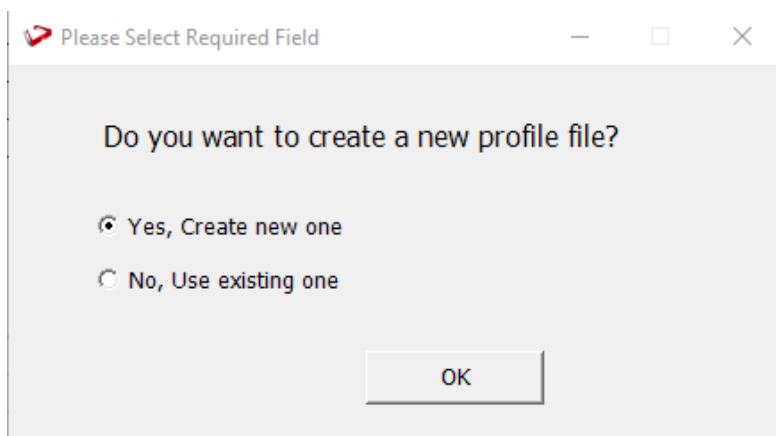 Please Select Required Field
Do you want to create a new profile file?
Yes, Create new one
No, Use existing one
OK